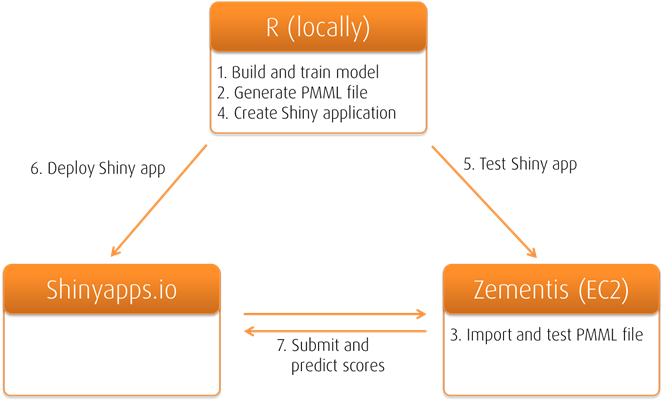 R (locally)
1. Build and train model
2. Generate PMML file
4. Create Shiny application
6. Deploy Shiny app
5. Test Shiny app
Shinyapps.io
Zementis (EC2)
3. Import and test PMML file
7. Submit and
predict scores